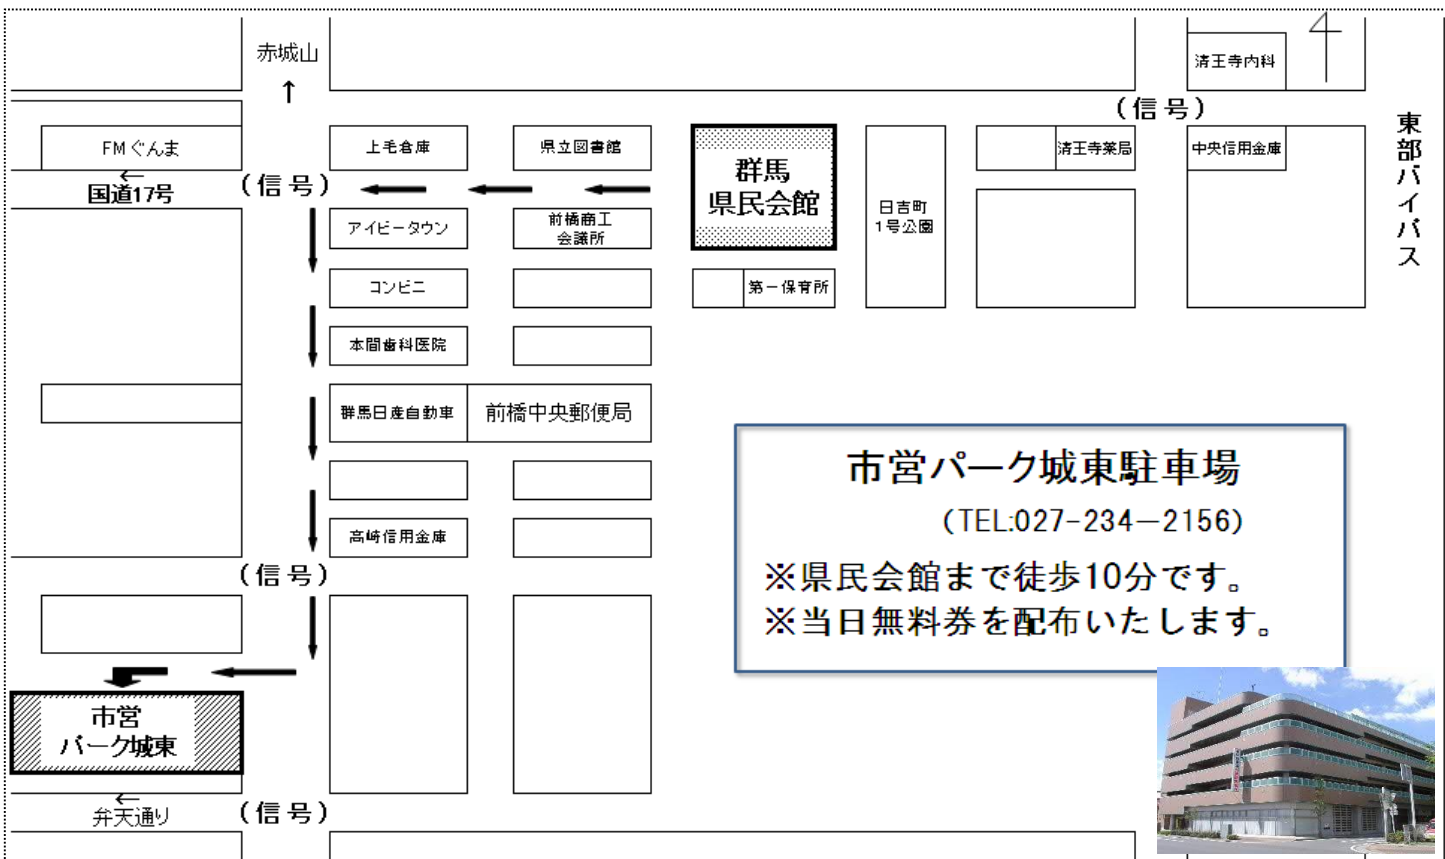 赤城山
↑
清王寺内科
(信号)
東部バイパス
FMぐんま
←
国道17号
(信号)
上毛倉庫
県立図書館
群馬
県民会館
日吉町
1号公園
清王寺薬局
中央信用金庫
アイビータウン
前橋商工
会議所
コンビニ
第一保育所
本間歯科医院
群馬日産自動車
前橋中央郵便局
高崎信用金庫
(信号)
市営パーク城東駐車場
(TEL:027-234-2156)
※県民会館まで徒歩10分です。
※当日無料券を配布いたします。
市営
パーク城東
←
弁天通り
(信号)